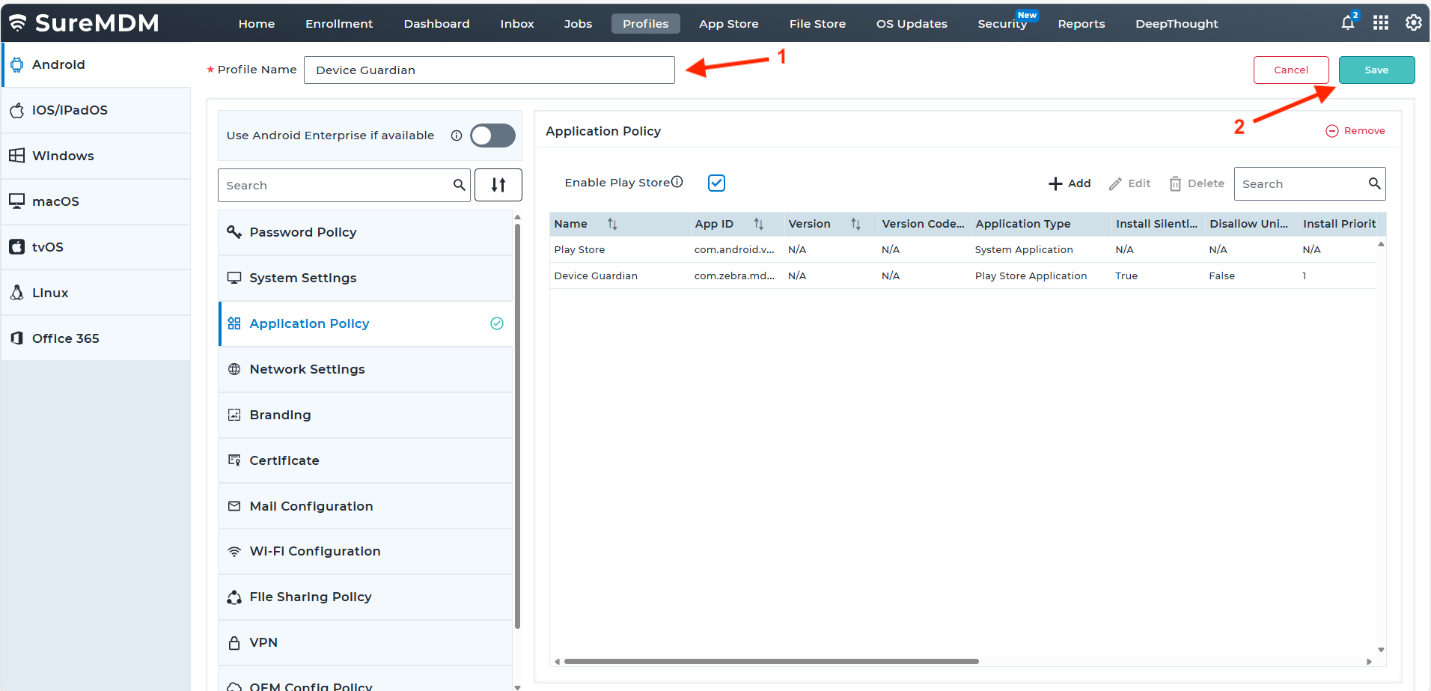 SureMDM Home Enrollment Dashboard Inbox Jobs Profiles App Store File Store OS Updates Security New Reports DeepThought 2
Android
iOS/iPadOS
Windows
macOS
tvOS
Linux
Office 365
* Profile Name Device Guardian 1
Cancel Save
2
Use Android Enterprise if available
Search
Password Policy
System Settings
Application Policy
Network Settings
Branding
Certificate
Mail Configuration
Wi-Fi Configuration
File Sharing Policy
VPN
OEM Config Policy
Application Policy Remove
Enable Play Store Add Edit Delete Search
Name App ID Version Version Code... Application Type Install Silentl... Disallow Uni... Install Priorit
Play Store com.android.v... N/A N/A System Application N/A N/A N/A
Device Guardian com.zebra.md... N/A N/A Play Store Application True False 1